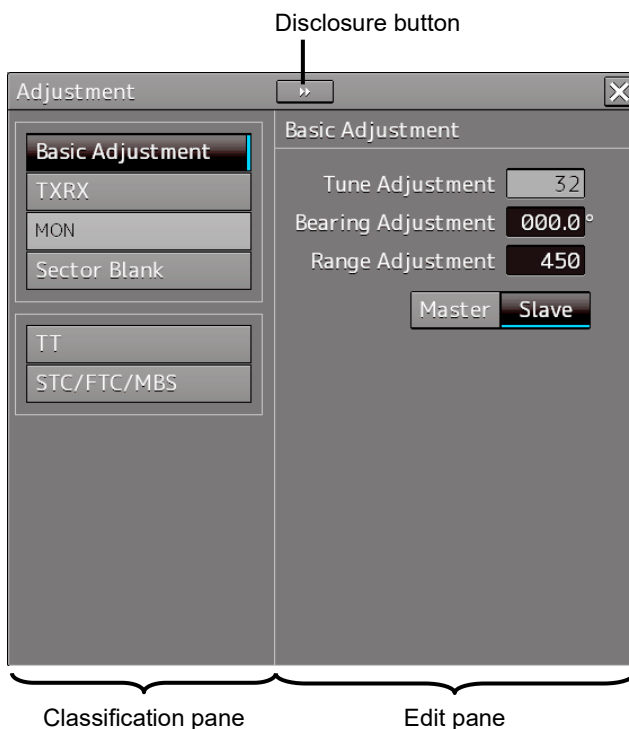 Disclosure button
Adjustment
Basic Adjustment
TXRX
MON
Sector Blank
TT
STC/FTC/MBS
Basic Adjustment
Tune Adjustment 32
Bearing Adjustment 000.0°
Range Adjustment 450
Master Slave
Classification pane
Edit pane